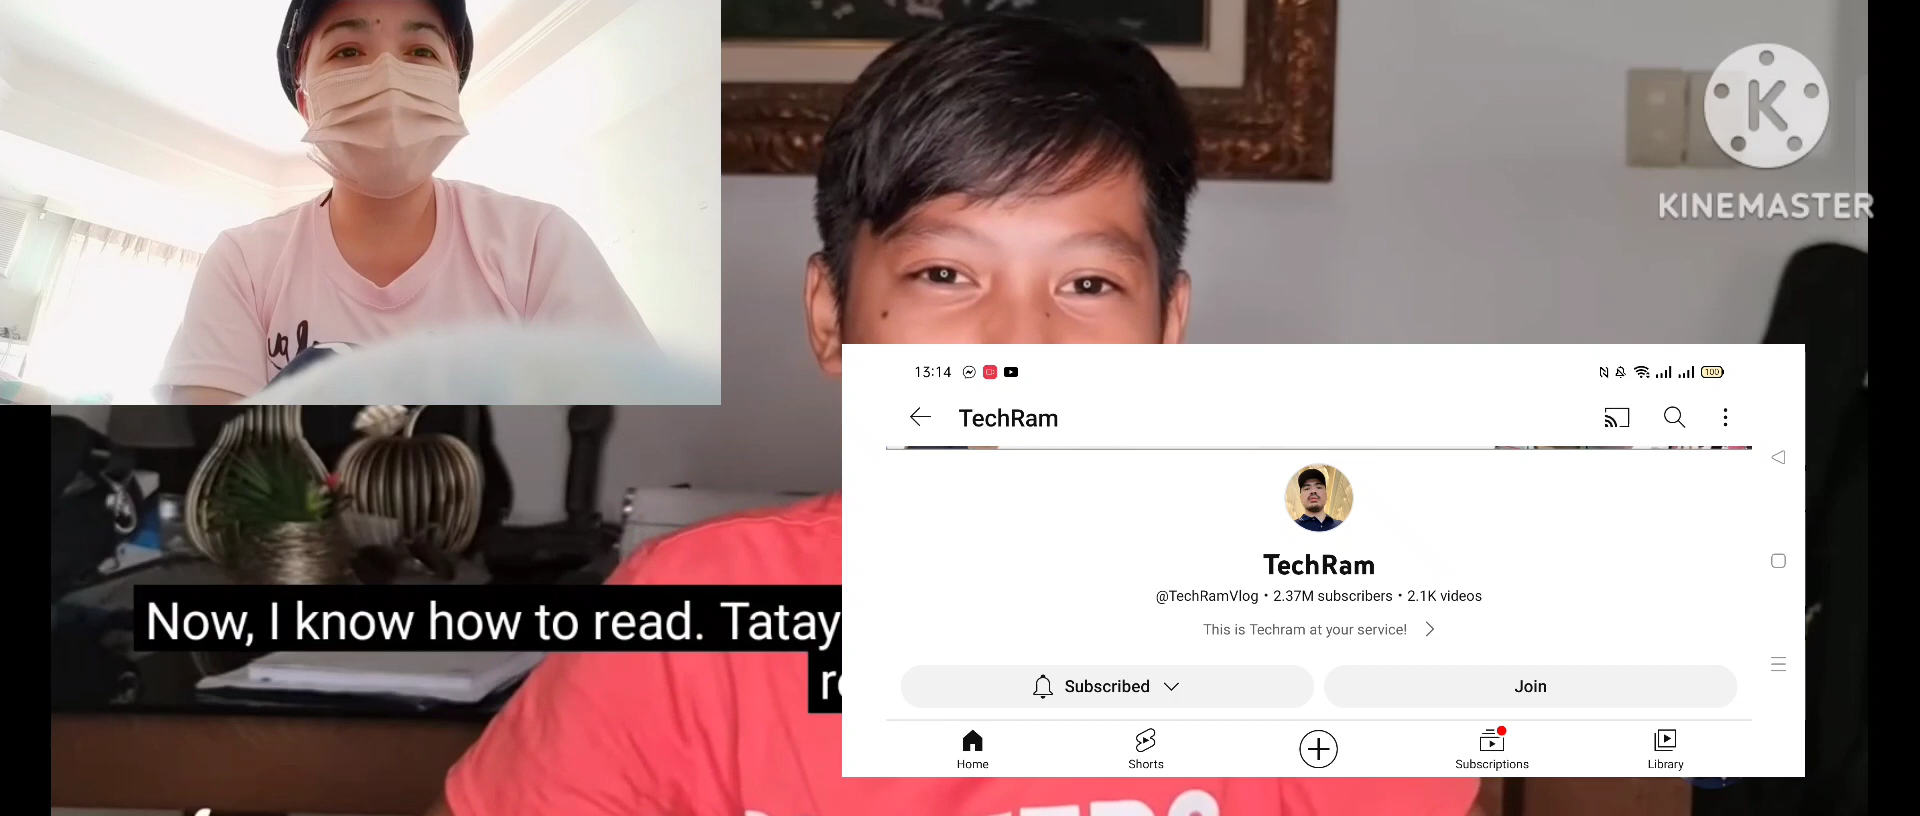 K
KINEMASTER
13:14
100
TechRam
TechRam
@TechRamVlog • 2.37M subscribers • 2.1K videos
This is Techram at your service!
Subscribed
Join
Now, I know how to read. Tatay
Home
Shorts
Subscriptions
Library